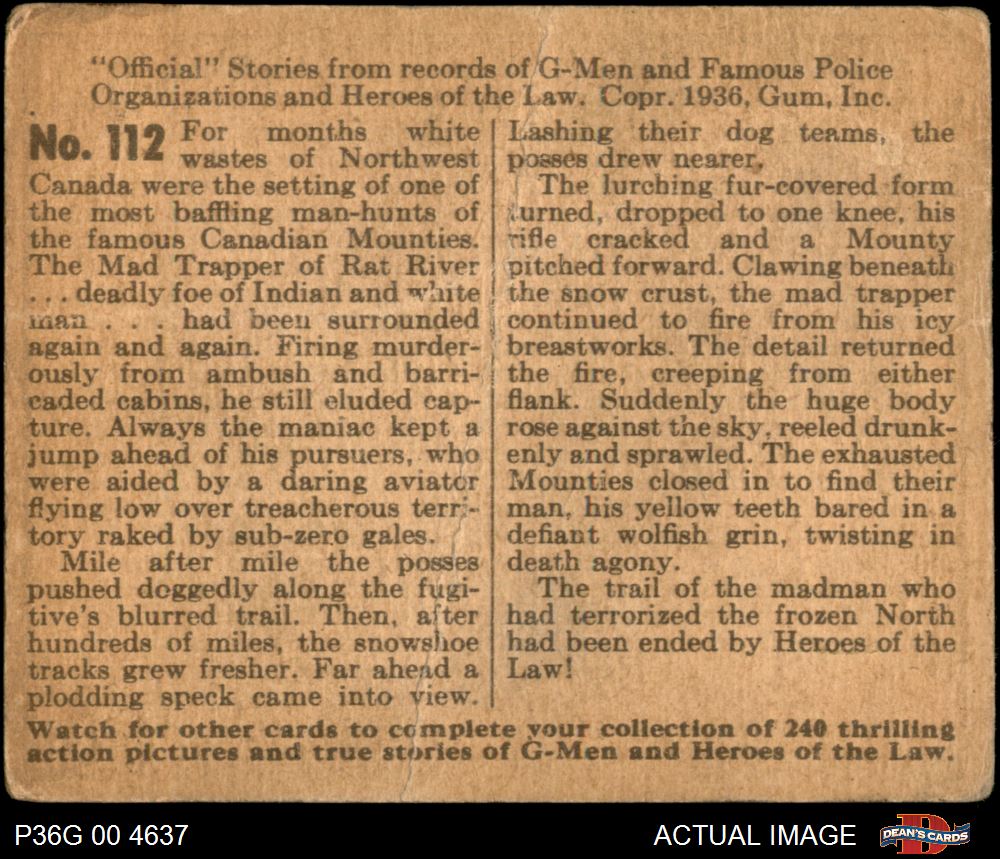 "Official" Stories from records of G-Men and Famous Police
Organizations and Heroes of the Law. Copr. 1936, Gum, Inc.
No. 112 For months white
wastes of Northwest
Canada were the setting of one of
the most baffling man-hunts of
the famous Canadian Mounties.
The Mad Trapper of Rat River
. . . deadly foe of Indian and white
man . . . had been surrounded
again and again. Firing murder-
ously from ambush and barri-
caded cabins, he still eluded cap-
ture. Always the maniac kept a
jump ahead of his pursuers, who
were aided by a daring aviator
flying low over treacherous terri-
tory raked by sub-zero gales.
Mile after mile the posses
pushed doggedly along the fugi-
tive's blurred trail. Then, after
hundreds of miles, the snowshoe
tracks grew fresher. Far ahead a
plodding speck came into view.
Lashing their dog teams, the
posses drew nearer.
The lurching fur-covered form
turned, dropped to one knee, his
rifle cracked and a Mounty
pitched forward. Clawing beneath
the snow crust, the mad trapper
continued to fire from his icy
breastworks. The detail returned
the fire, creeping from either
flank. Suddenly the huge body
rose against the sky, reeled drunk-
enly and sprawled. The exhausted
Mounties closed in to find their
man, his yellow teeth bared in a
defiant wolfish grin, twisting in
death agony.
The trail of the madman who
had terrorized the frozen North
had been ended by Heroes of the
Law!
Watch for other cards to complete your collection of 240 thrilling
action pictures and true stories of G-Men and Heroes of the Law.
P36G 00 4637
ACTUAL IMAGE
DEAN'S CARDS